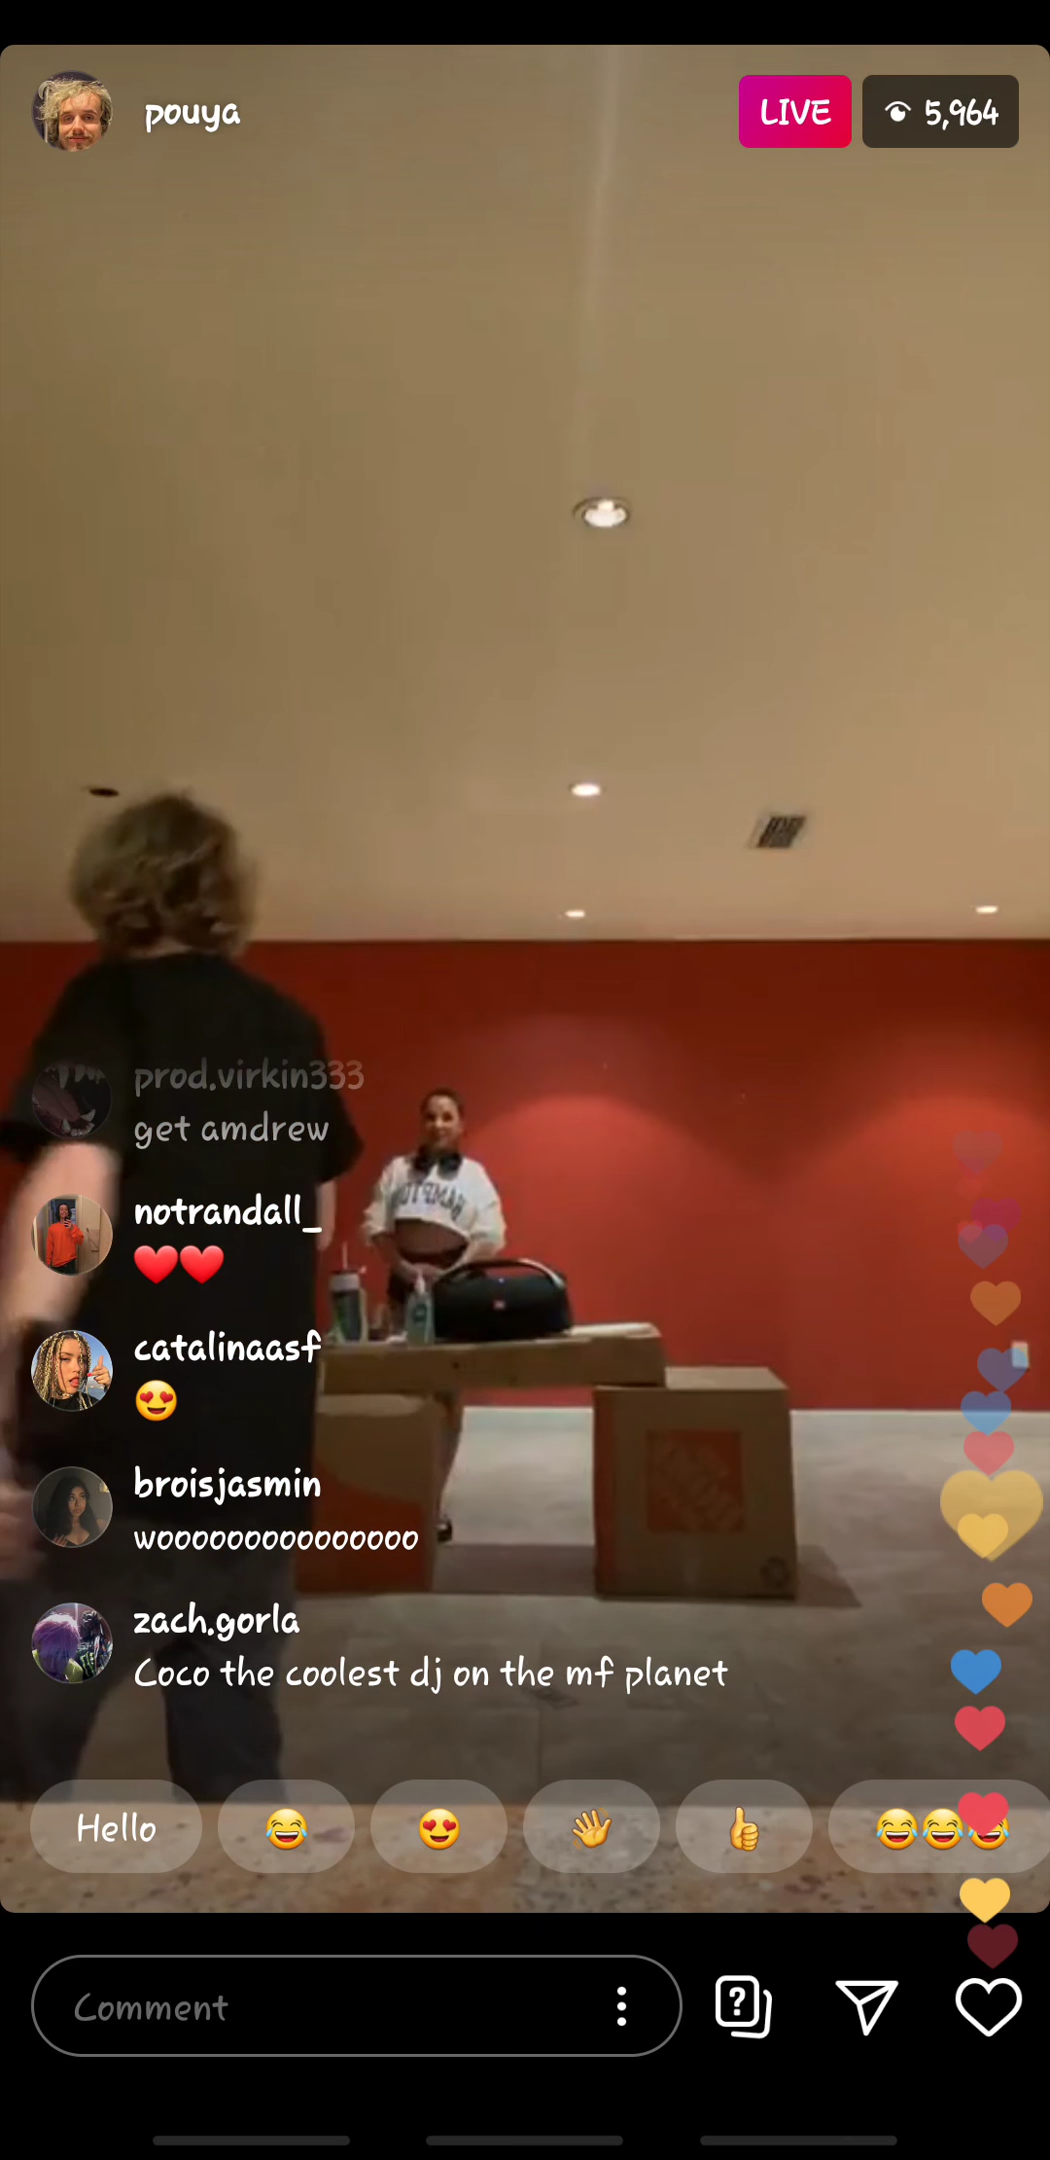 pouya
LIVE
5,964
prod.virkin333
get amdrew
notrandall_
catalinaasf
broisjasmin
wooooooooooooooo
zach.gorla
Coco the coolest dj on the mf planet
Hello
Comment